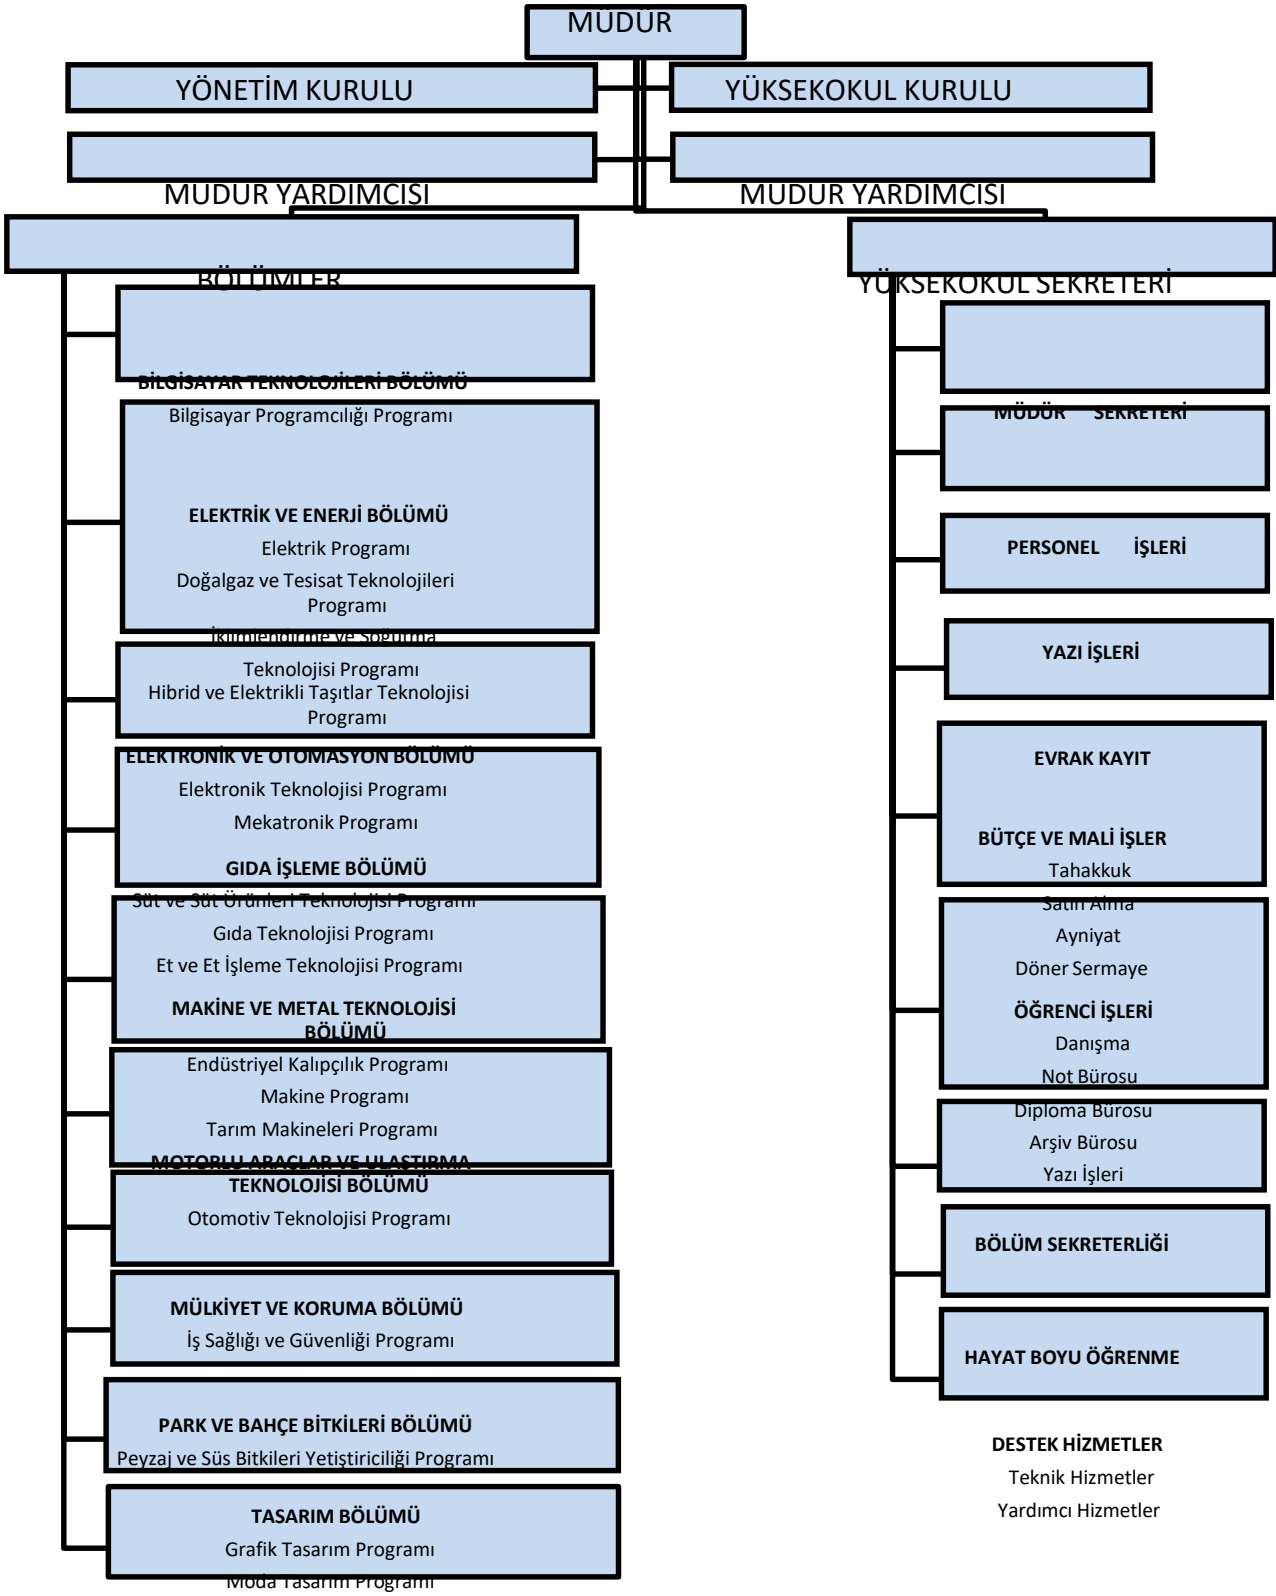 MÜDÜR
YÖNETİM KURULU
YÜKSEKOKUL KURULU
MÜDÜR YARDIMCISI
MÜDÜR YARDIMCISI
BÖLÜMLER
BİLGİSAYAR TEKNOLOJİLERİ BÖLÜMÜ
Bilgisayar Programcılığı Programı
ELEKTRİK VE ENERJİ BÖLÜMÜ
Elektrik Programı
Doğalgaz ve Tesisat Teknolojileri
Programı
İklimlendirme ve Soğutma
Teknolojisi Programı
Hibrid ve Elektrikli Taşıtlar Teknolojisi
Programı
ELEKTRONİK VE OTOMASYON BÖLÜMÜ
Elektronik Teknolojisi Programı
Mekatronik Programı
GIDA İŞLEME BÖLÜMÜ
Süt ve Süt Ürünleri Teknolojisi Programı
Gıda Teknolojisi Programı
Et ve Et İşleme Teknolojisi Programı
MAKİNE VE METAL TEKNOLOJİSİ
BÖLÜMÜ
Endüstriyel Kalıpçılık Programı
Makine Programı
Tarım Makineleri Programı
MOTORLU ARAÇLAR VE ULAŞTIRMA
TEKNOLOJİSİ BÖLÜMÜ
Otomotiv Teknolojisi Programı
MÜLKİYET VE KORUMA BÖLÜMÜ
İş Sağlığı ve Güvenliği Programı
PARK VE BAHÇE BİTKİLERİ BÖLÜMÜ
Peyzaj ve Süs Bitkileri Yetiştiriciliği Programı
TASARIM BÖLÜMÜ
Grafik Tasarım Programı
Moda Tasarım Programı
YÜKSEKOKUL SEKRETERİ
MÜDÜR SEKRETERİ
PERSONEL İŞLERİ
YAZI İŞLERİ
EVRAK KAYIT
BÜTÇE VE MALİ İŞLER
Tahakkuk
Satın Alma
Ayniyat
Döner Sermaye
ÖĞRENCİ İŞLERİ
Danışma
Not Bürosu
Diploma Bürosu
Arşiv Bürosu
Yazı İşleri
BÖLÜM SEKRETERLİĞİ
HAYAT BOYU ÖĞRENME
DESTEK HİZMETLER
Teknik Hizmetler
Yardımcı Hizmetler